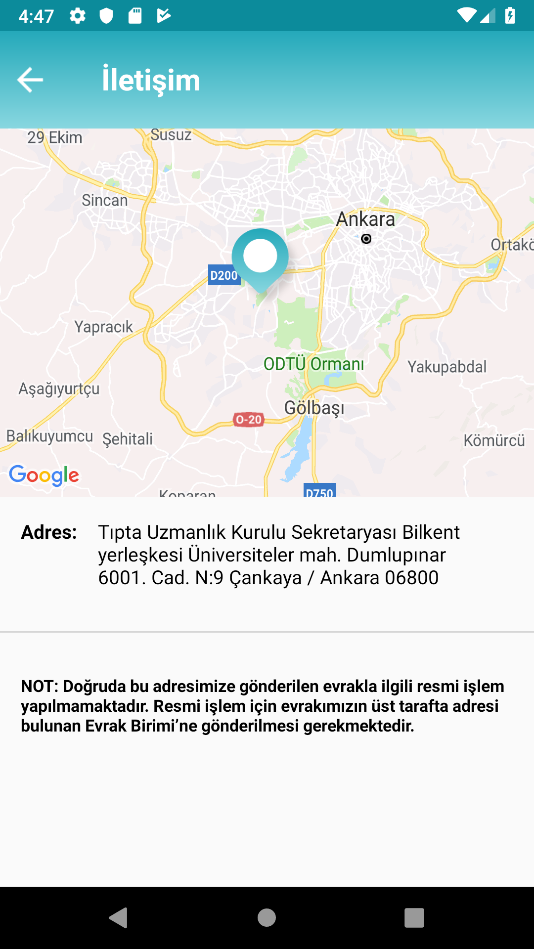 4:47
İletişim
29 Ekim
Susuz
Sincan
Ankara
Ortakö
D200
Yapracık
ODTÜ Ormanı
Yakupabdal
Aşağıyurtçu
Gölbaşı
O-20
Balıkuyumcu
Şehitali
Kömürcü
Google
Koparan
D750
Adres: Tıpta Uzmanlık Kurulu Sekretaryası Bilkent
yerleşkesi Üniversiteler mah. Dumlupınar
6001. Cad. N:9 Çankaya / Ankara 06800
NOT: Doğruda bu adresimize gönderilen evrakla ilgili resmi işlem
yapılmamaktadır. Resmi işlem için evrakımızın üst tarafta adresi
bulunan Evrak Birimi’ne gönderilmesi gerekmektedir.